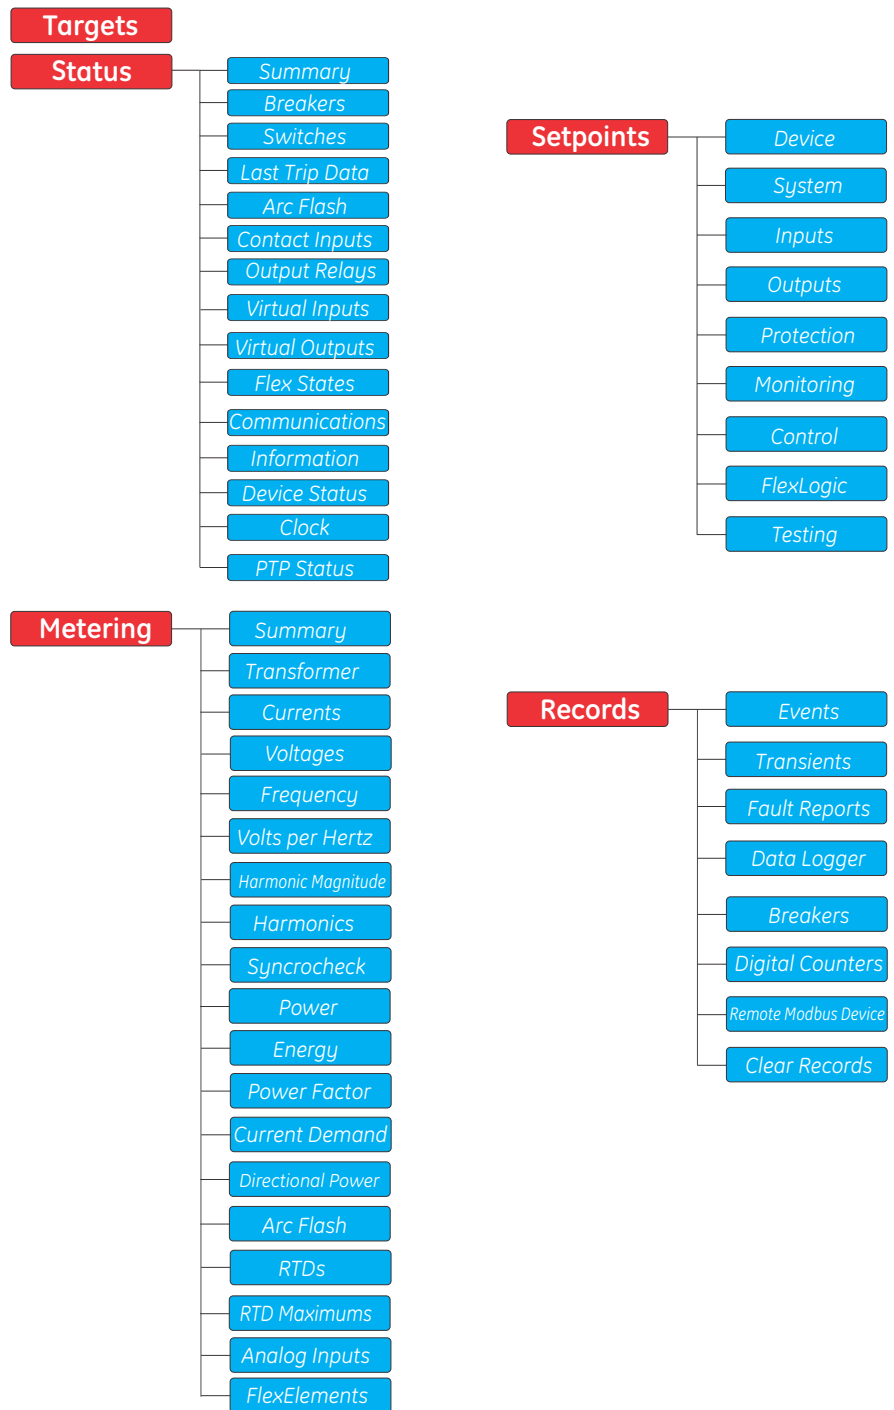 Targets
Status
Summary
Breakers
Switches
Last Trip Data
Arc Flash
Contact Inputs
Output Relays
Virtual Inputs
Virtual Outputs
Flex States
Communications
Information
Device Status
Clock
PTP Status
Setpoints
Device
System
Inputs
Outputs
Protection
Monitoring
Control
FlexLogic
Testing
Metering
Summary
Transformer
Currents
Voltages
Frequency
Volts per Hertz
Harmonic Magnitude
Harmonics
Syncrocheck
Power
Energy
Power Factor
Current Demand
Directional Power
Arc Flash
RTDs
RTD Maximums
Analog Inputs
FlexElements
Records
Events
Transients
Fault Reports
Data Logger
Breakers
Digital Counters
Remote Modbus Device
Clear Records